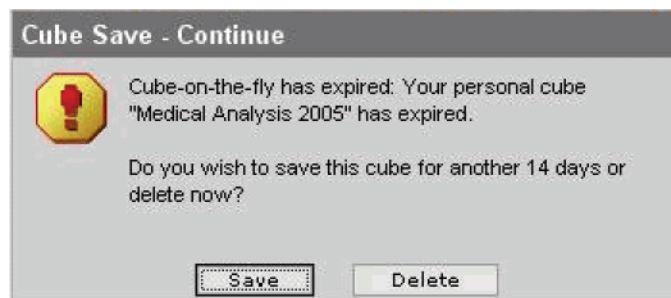 Cube Save - Continue
Cube-on-the-fly has expired: Your personal cube
"Medical Analysis 2005" has expired.
Do you wish to save this cube for another 14 days or
delete now?
Save
Delete